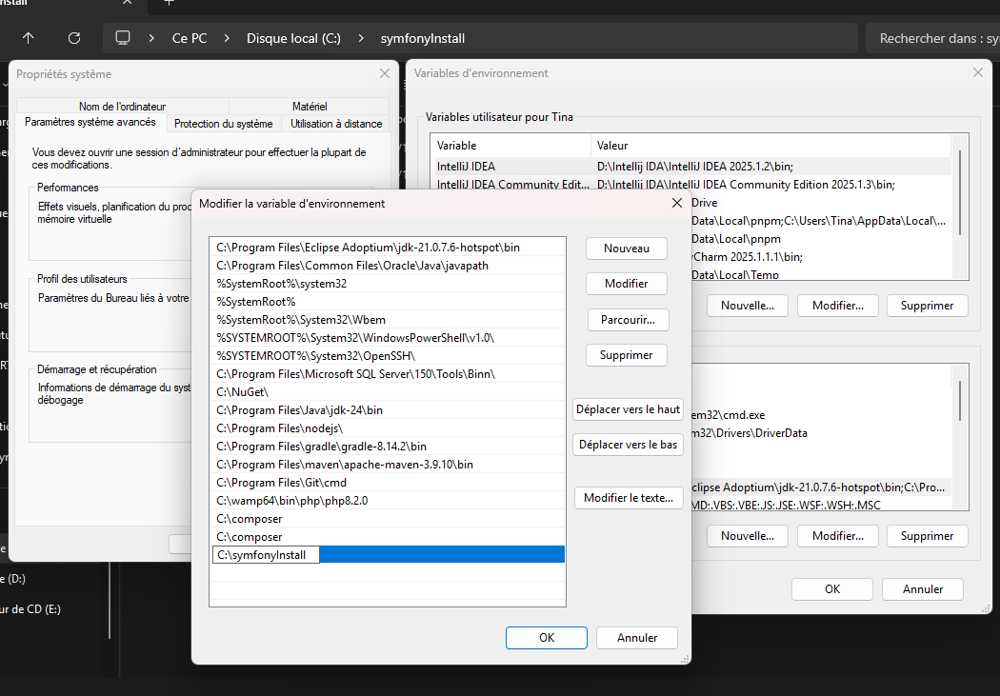 nstall
Ce PC
Disque local (C:)
symfonyInstall
Rechercher dans : sy
Propriétés système
Nom de l'ordinateur
Matériel
Paramètres système avancés
Protection du système
Utilisation à distance
Vous devez ouvrir une session d'administrateur pour effectuer la plupart de
ces modifications.
Performances
Effets visuels, planification du proc
mémoire virtuelle
Profil des utilisateurs
Paramètres du Bureau liés à votre
Démarrage et récupération
Informations de démarrage du syst
débogage
e (D:)
ur de CD (E:)
Variables d'environnement
Variables utilisateur pour Tina
Variable
Valeur
IntelliJ IDEA
D:\Intellij IDA\IntelliJ IDEA 2025.1.2\bin;
IntelliJ IDEA Community Edit...
D:\Intellij IDA\IntelliJ IDEA Community Edition 2025.1.3\bin;
Drive
Data\Local\pnpm;C:\Users\Tina\AppData\Local\...
Data\Local\pnpm
yCharm 2025.1.1.1\bin;
Data\Local\Temp
Nouvelle...
Modifier...
Supprimer
em32\cmd.exe
m32\Drivers\DriverData
clipse Adoptium\jdk-21.0.7.6-hotspot\bin;C:\Pro...
MD;.VBS;.VBE;.JS;.JSE;.WSF;.WSH;.MSC
Nouvelle...
Modifier...
Supprimer
OK
Annuler
Modifier la variable d'environnement
C:\Program Files\Eclipse Adoptium\jdk-21.0.7.6-hotspot\bin
C:\Program Files\Common Files\Oracle\Java\javapath
%SystemRoot%\system32
%SystemRoot%
%SystemRoot%\System32\Wbem
%SYSTEMROOT%\System32\WindowsPowerShell\v1.0\
%SYSTEMROOT%\System32\OpenSSH\
C:\Program Files\Microsoft SQL Server\150\Tools\Binn\
C:\NuGet\
C:\Program Files\Java\jdk-24\bin
C:\Program Files\nodejs\
C:\Program Files\gradle\gradle-8.14.2\bin
C:\Program Files\maven\apache-maven-3.9.10\bin
C:\Program Files\Git\cmd
C:\wamp64\bin\php\php8.2.0
C:\composer
C:\composer
C:\symfonyInstall
Nouveau
Modifier
Parcourir...
Supprimer
Déplacer vers le haut
Déplacer vers le bas
Modifier le texte...
OK
Annuler